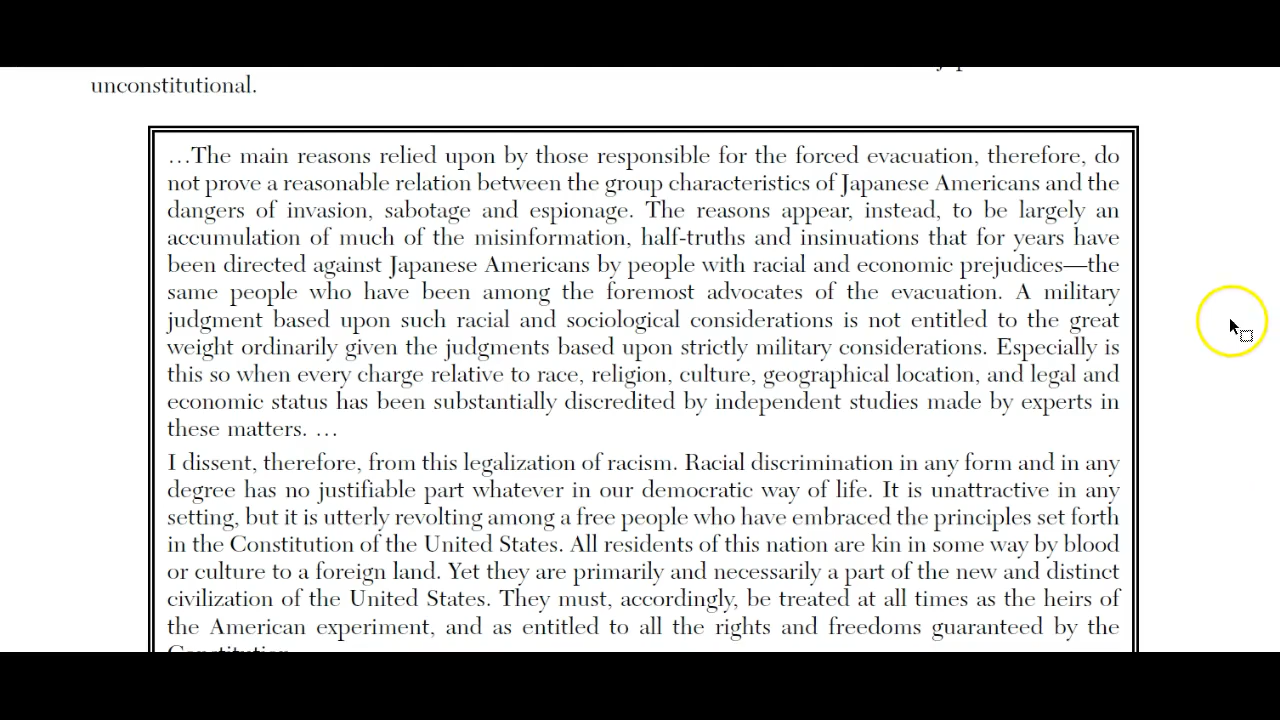 unconstitutional.
…The main reasons relied upon by those responsible for the forced evacuation, therefore, do
not prove a reasonable relation between the group characteristics of Japanese Americans and the
dangers of invasion, sabotage and espionage. The reasons appear, instead, to be largely an
accumulation of much of the misinformation, half-truths and insinuations that for years have
been directed against Japanese Americans by people with racial and economic prejudices—the
same people who have been among the foremost advocates of the evacuation. A military
judgment based upon such racial and sociological considerations is not entitled to the great
weight ordinarily given the judgments based upon strictly military considerations. Especially is
this so when every charge relative to race, religion, culture, geographical location, and legal and
economic status has been substantially discredited by independent studies made by experts in
these matters. …
I dissent, therefore, from this legalization of racism. Racial discrimination in any form and in any
degree has no justifiable part whatever in our democratic way of life. It is unattractive in any
setting, but it is utterly revolting among a free people who have embraced the principles set forth
in the Constitution of the United States. All residents of this nation are kin in some way by blood
or culture to a foreign land. Yet they are primarily and necessarily a part of the new and distinct
civilization of the United States. They must, accordingly, be treated at all times as the heirs of
the American experiment, and as entitled to all the rights and freedoms guaranteed by the